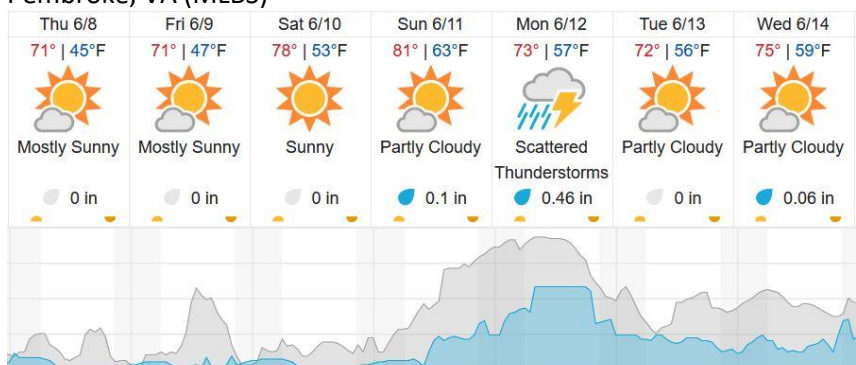 Pembroke, VA (MLBS)
Thu 6/8 Fri 6/9 Sat 6/10 Sun 6/11 Mon 6/12 Tue 6/13 Wed 6/14
71° | 45°F 71° | 47°F 78° | 53°F 81° | 63°F 73° | 57°F 72° | 56°F 75° | 59°F
Mostly Sunny Mostly Sunny Sunny Partly Cloudy Scattered Partly Cloudy Partly Cloudy
Thunderstorms
0 in 0 in 0 in 0.1 in 0.46 in 0 in 0.06 in